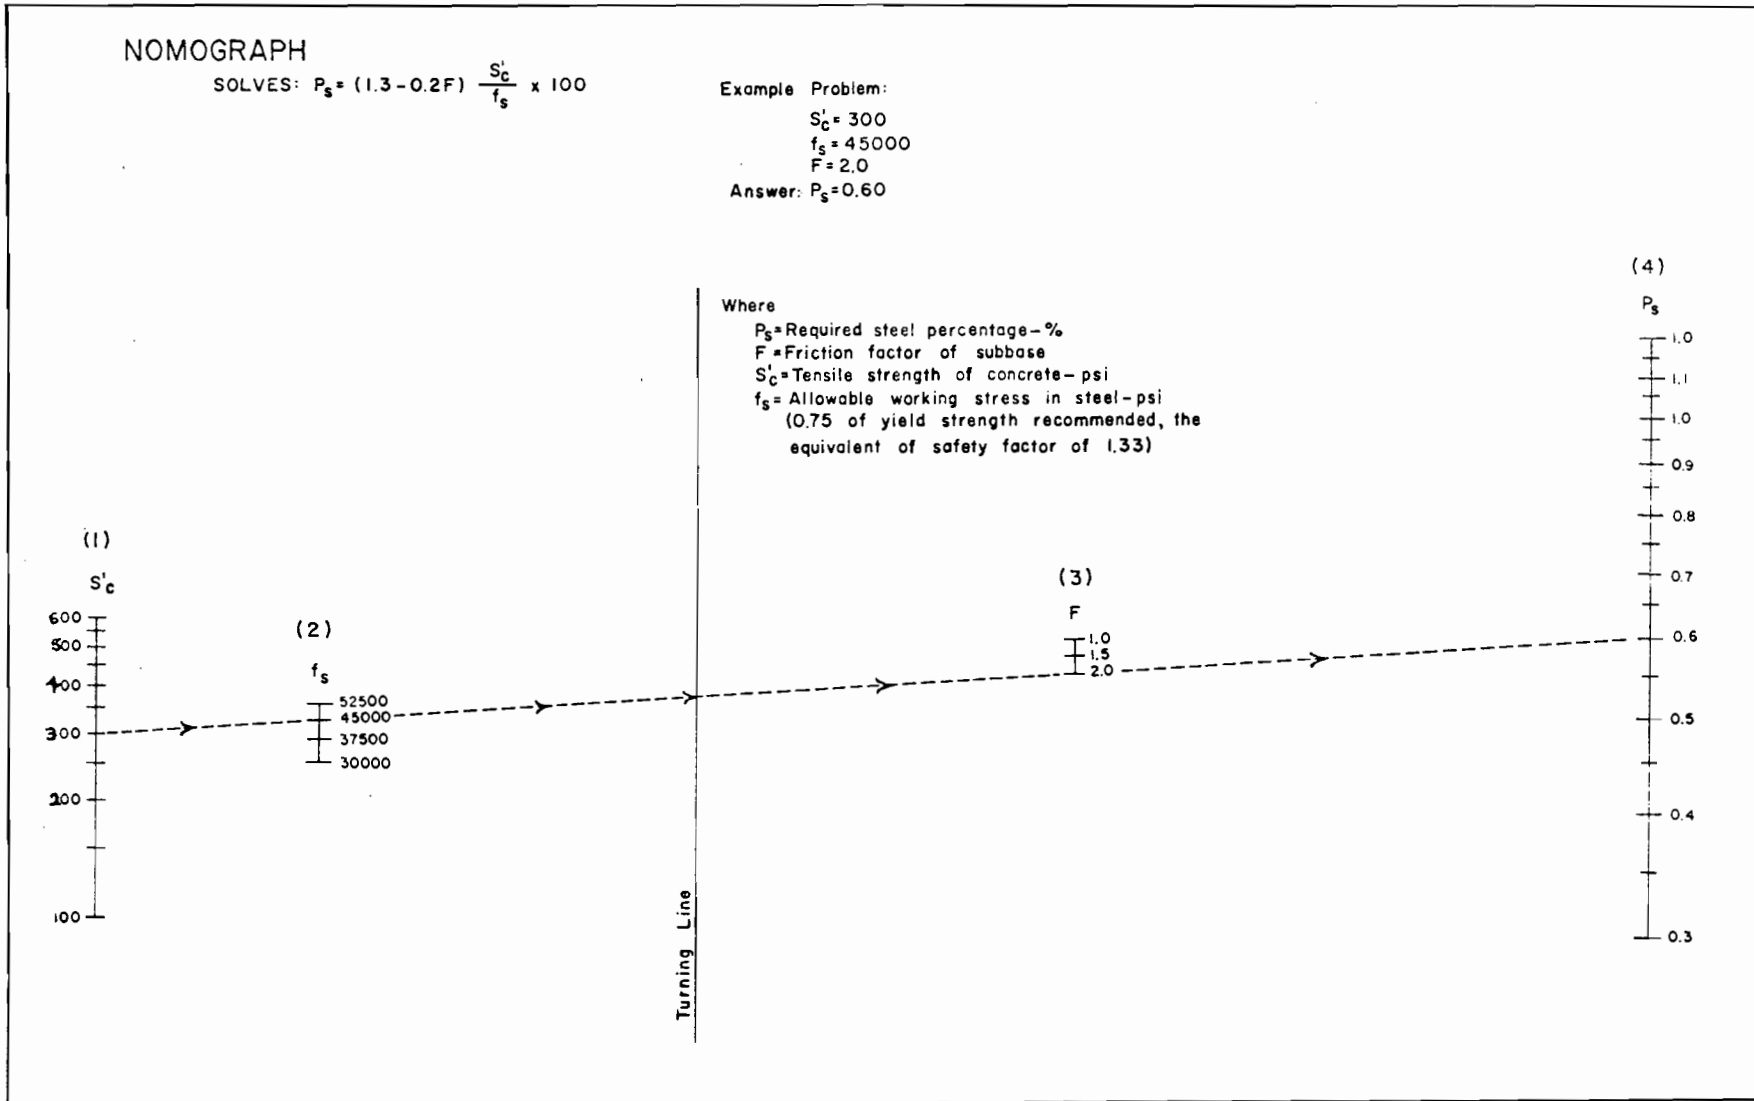 NOMOGRAPH
SOLVES: Ps = (1.3-0.2F) S'c/fs x 100
Example Problem:
S'c = 300
fs = 45000
F = 2.0
Answer: Ps = 0.60
Where
Ps = Required steel percentage-%
F = Friction factor of subbase
S'c = Tensile strength of concrete-psi
fs = Allowable working stress in steel-psi
(0.75 of yield strength recommended, the
equivalent of safety factor of 1.33)
(1)
S'c
600
500
400
300
200
100
(2)
fs
52500
45000
37500
30000
Turning Line
(3)
F
1.0
1.5
2.0
(4)
Ps
1.0
1.1
1.0
0.9
0.8
0.7
0.6
0.5
0.4
0.3